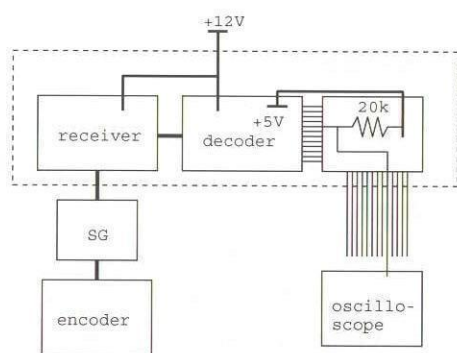 +12V
20k
receiver
decoder
+5V
SG
encoder
oscillo-
scope